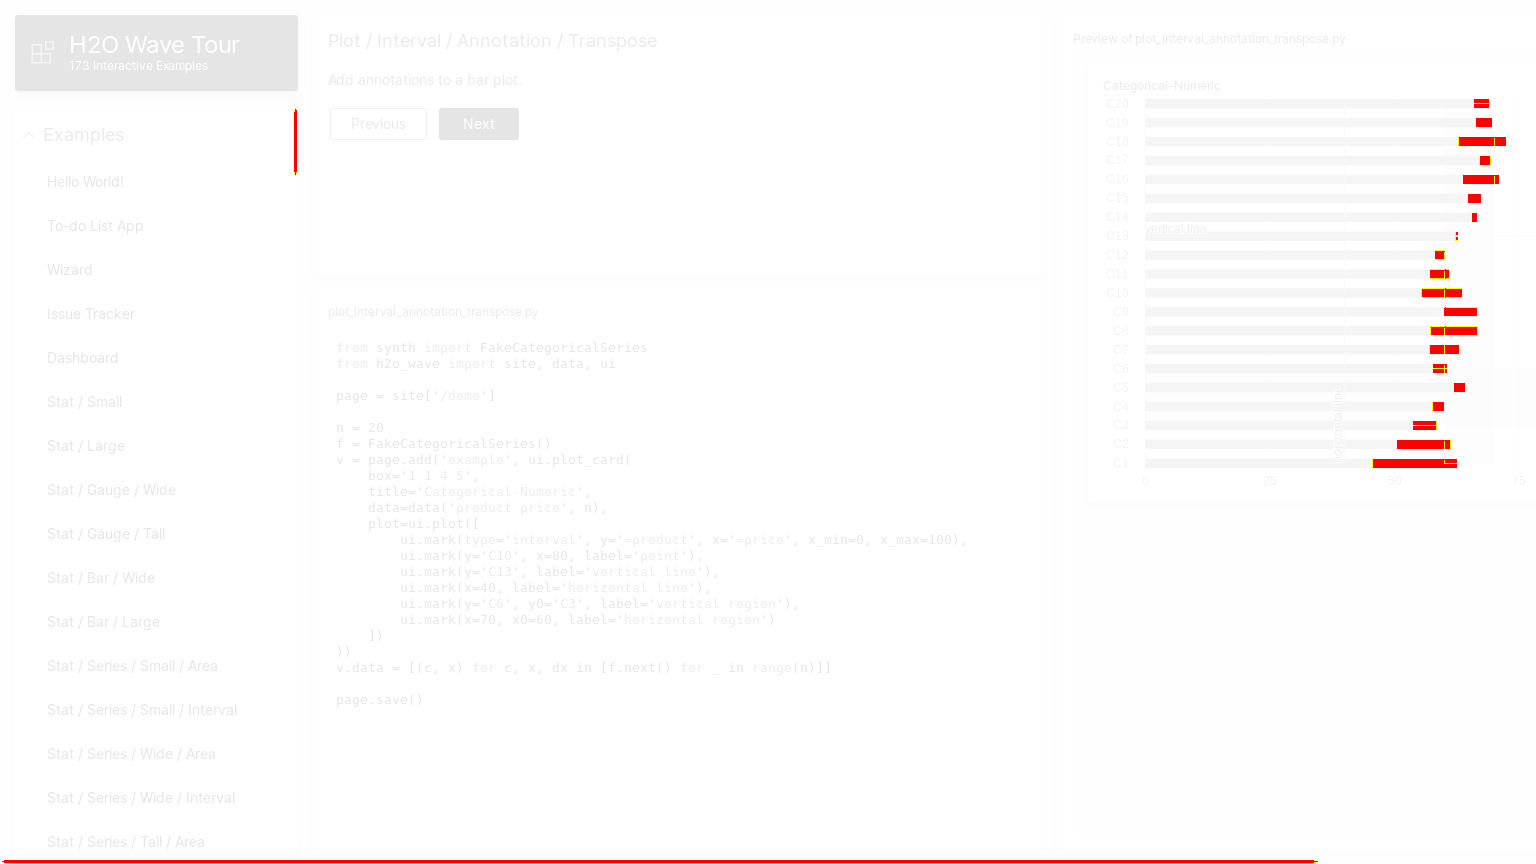 H2O Wave Tour
173 Interactive Examples
Examples
Hello World!
To-do List App
Wizard
Issue Tracker
Dashboard
Stat / Small
Stat / Large
Stat / Gauge / Wide
Stat / Gauge / Tall
Stat / Bar / Wide
Stat / Bar / Large
Stat / Series / Small / Area
Stat / Series / Small / Interval
Stat / Series / Wide / Area
Stat / Series / Wide / Interval
Stat / Series / Tall / Area
Plot / Interval / Annotation / Transpose
Add annotations to a bar plot.
Previous
Next
plot_interval_annotation_transpose.py
from synth import FakeCategoricalSeries
from h2o_wave import site, data, ui
page = site['/demo']
n = 20
f = FakeCategoricalSeries()
v = page.add('example', ui.plot_card(
box='1 1 4 5',
title='Categorical-Numeric',
data=data('product price', n),
plot=ui.plot([
ui.mark(type='interval', y='=product', x='=price', x_min=0, x_max=100),
ui.mark(y='C10', x=80, label='point'),
ui.mark(y='C13', label='vertical line'),
ui.mark(x=40, label='horizontal line'),
ui.mark(y='C6', y0='C3', label='vertical region'),
ui.mark(x=70, x0=60, label='horizontal region')
])
))
v.data = [(c, x) for c, x, dx in [f.next() for _ in range(n)]]
page.save()
Preview of plot_interval_annotation_transpose.py
Categorical-Numeric
C20
C19
C18
C17
C16
C15
C14
vertical line
C13
C12
C11
C10
C9
C8
C7
C6
C5
C4
C3
C2
C1
horizontal line
0 25 50 75